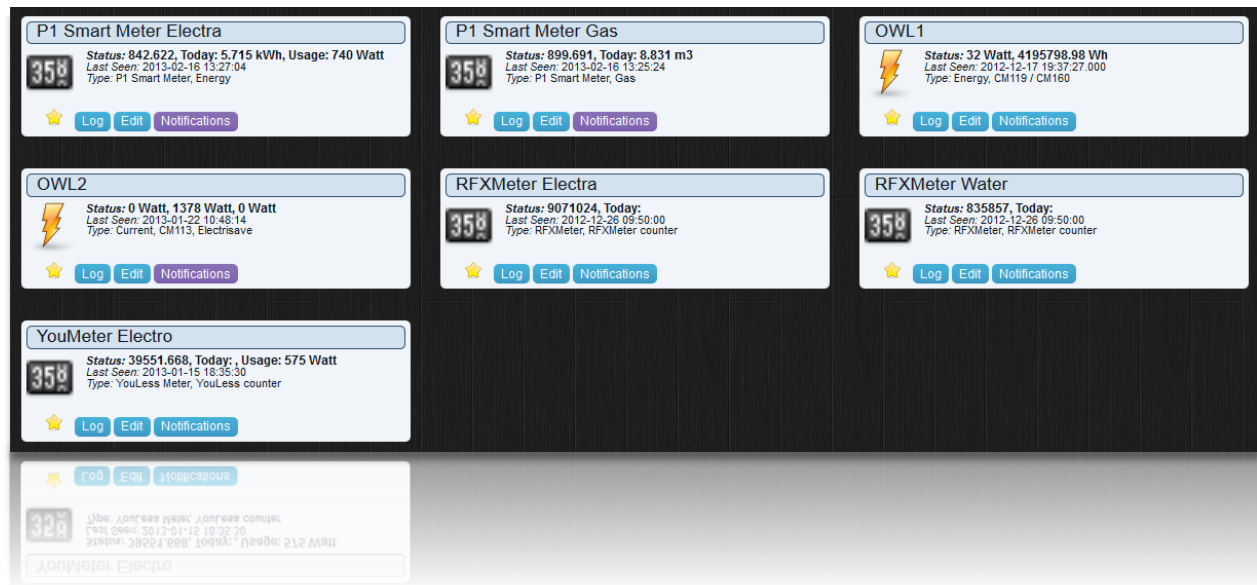 P1 Smart Meter Electra
Status: 842.622, Today: 5.715 kWh, Usage: 740 Watt
Last Seen: 2013-02-16 13:27:04
Type: P1 Smart Meter, Energy
Log Edit Notifications
P1 Smart Meter Gas
Status: 899.691, Today: 8.831 m3
Last Seen: 2013-02-16 13:25:24
Type: P1 Smart Meter, Gas
Log Edit Notifications
OWL1
Status: 32 Watt, 4195798.98 Wh
Last Seen: 2012-12-17 19:37:27.000
Type: Energy, CM119 / CM160
Log Edit Notifications
OWL2
Status: 0 Watt, 1378 Watt, 0 Watt
Last Seen: 2013-01-22 10:48:14
Type: Current, CM113, Electrisave
Log Edit Notifications
RFXMeter Electra
Status: 9071024, Today:
Last Seen: 2012-12-26 09:50:00
Type: RFXMeter, RFXMeter counter
Log Edit Notifications
RFXMeter Water
Status: 835857, Today:
Last Seen: 2012-12-26 09:50:00
Type: RFXMeter, RFXMeter counter
Log Edit Notifications
YouMeter Electro
Status: 39551.668, Today: , Usage: 575 Watt
Last Seen: 2013-01-15 18:35:30
Type: YouLess Meter, YouLess counter
Log Edit Notifications